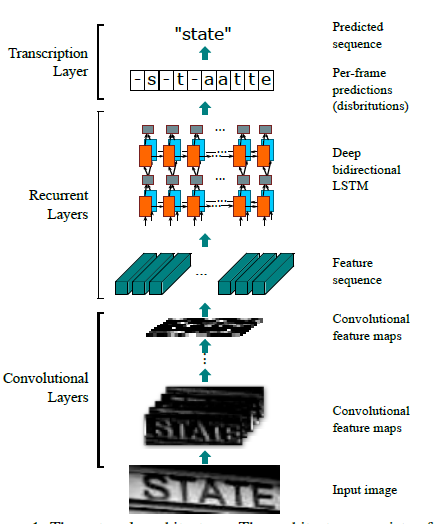 "state"
Predicted
sequence
Transcription
Layer
-s-t-aatte
Per-frame
predictions
(disbritutions)
...
...
...
...
Deep
bidirectional
LSTM
Recurrent
Layers
...
Feature
sequence
Convolutional
feature maps
Convolutional
Layers
STATE
Convolutional
feature maps
STATE
Input image